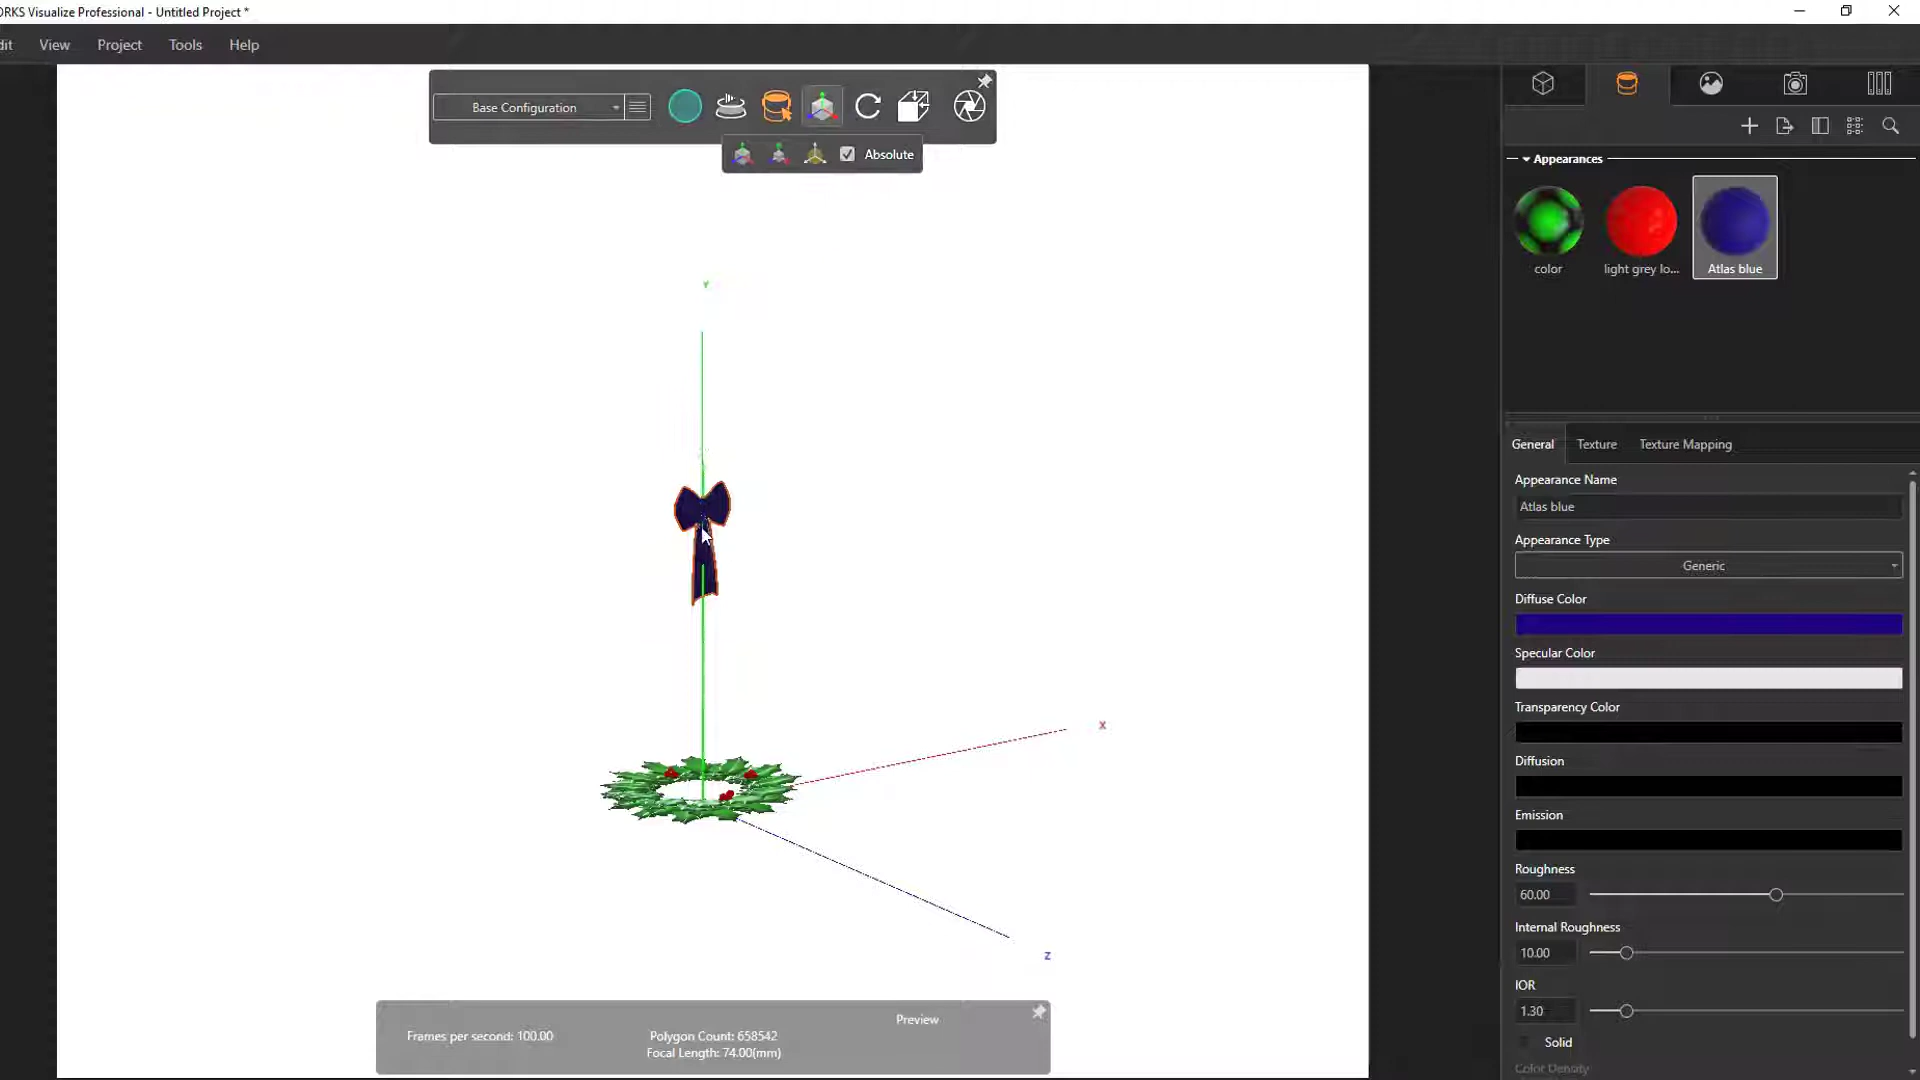 ORKS Visualize Professional - Untitled Project *
dit View Project Tools Help
Base Configuration
Absolute
Appearances
color light grey lo... Atlas blue
Y
X
Z
General Texture Texture Mapping
Appearance Name
Atlas blue
Appearance Type
Generic
Diffuse Color
Specular Color
Transparency Color
Diffusion
Emission
Roughness
60.00
Internal Roughness
10.00
IOR
1.30
Solid
Color Density
Preview
Frames per second: 100.00 Polygon Count: 658542
Focal Length: 74.00(mm)